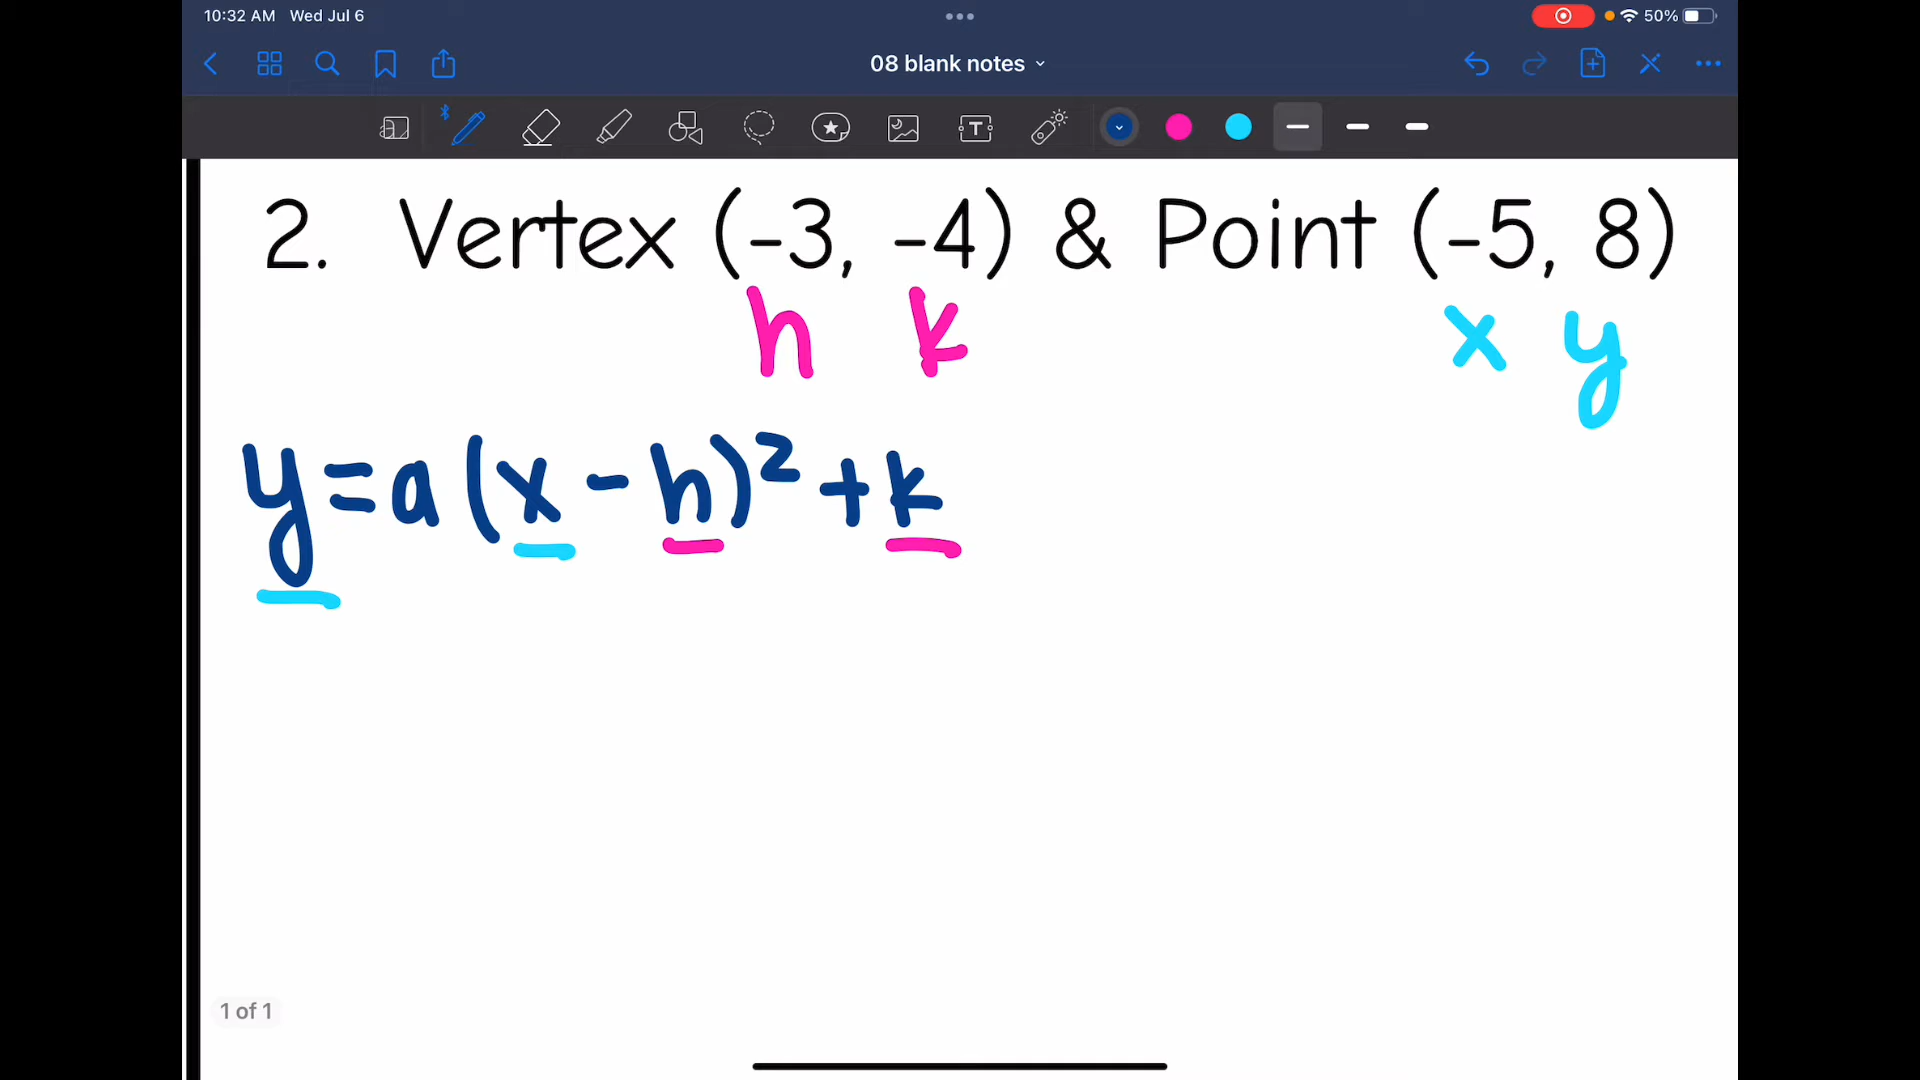 10:32 AM Wed Jul 6 50%
08 blank notes
2. Vertex (-3, -4) & Point (-5, 8)
h k x y
y = a (x - h)² + k
1 of 1